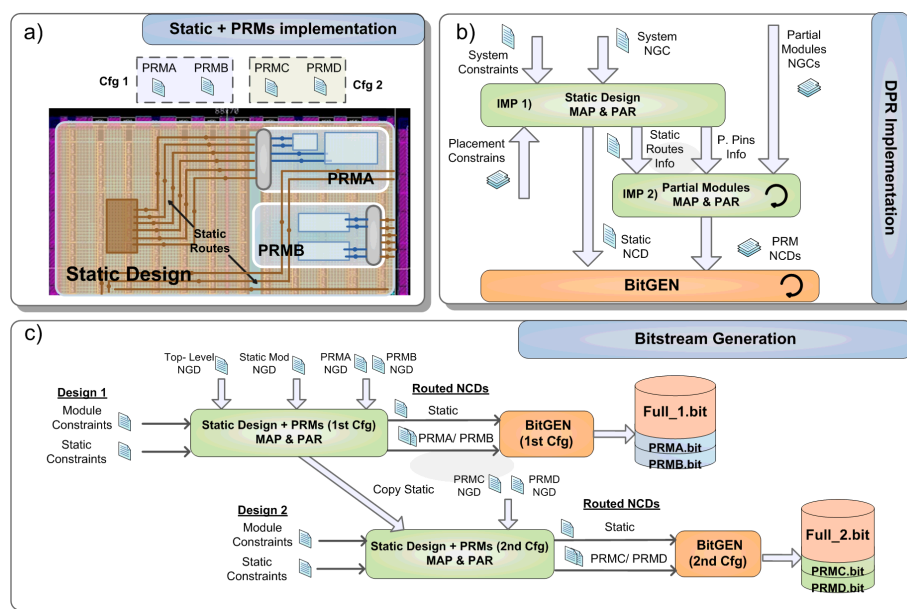 a)
Static + PRMs implementation
Cfg 1
PRMA
PRMB
PRMC
PRMD
Cfg 2
PRMA
Static
Routes
PRMB
Static Design
b)
DPR Implementation
System
Constraints
System
NGC
Partial
Modules
NGCs
IMP 1)
Static Design
MAP & PAR
Placement
Constrains
Static
Routes
Info
P. Pins
Info
IMP 2)
Partial Modules
MAP & PAR
Static
NCD
PRM
NCDs
BitGEN
c)
Bitstream Generation
Top- Level
NGD
Static Mod
NGD
PRMA
NGD
PRMB
NGD
Design 1
Module
Constraints
Static
Constraints
Static Design + PRMs (1st Cfg)
MAP & PAR
Routed NCDs
Static
PRMA/ PRMB
BitGEN
(1st Cfg)
Full_1.bit
PRMA.bit
PRMB.bit
Copy Static
PRMC
NGD
PRMD
NGD
Design 2
Module
Constraints
Static
Constraints
Static Design + PRMs (2nd Cfg)
MAP & PAR
Routed NCDs
Static
PRMC/ PRMD
BitGEN
(2nd Cfg)
Full_2.bit
PRMC.bit
PRMD.bit